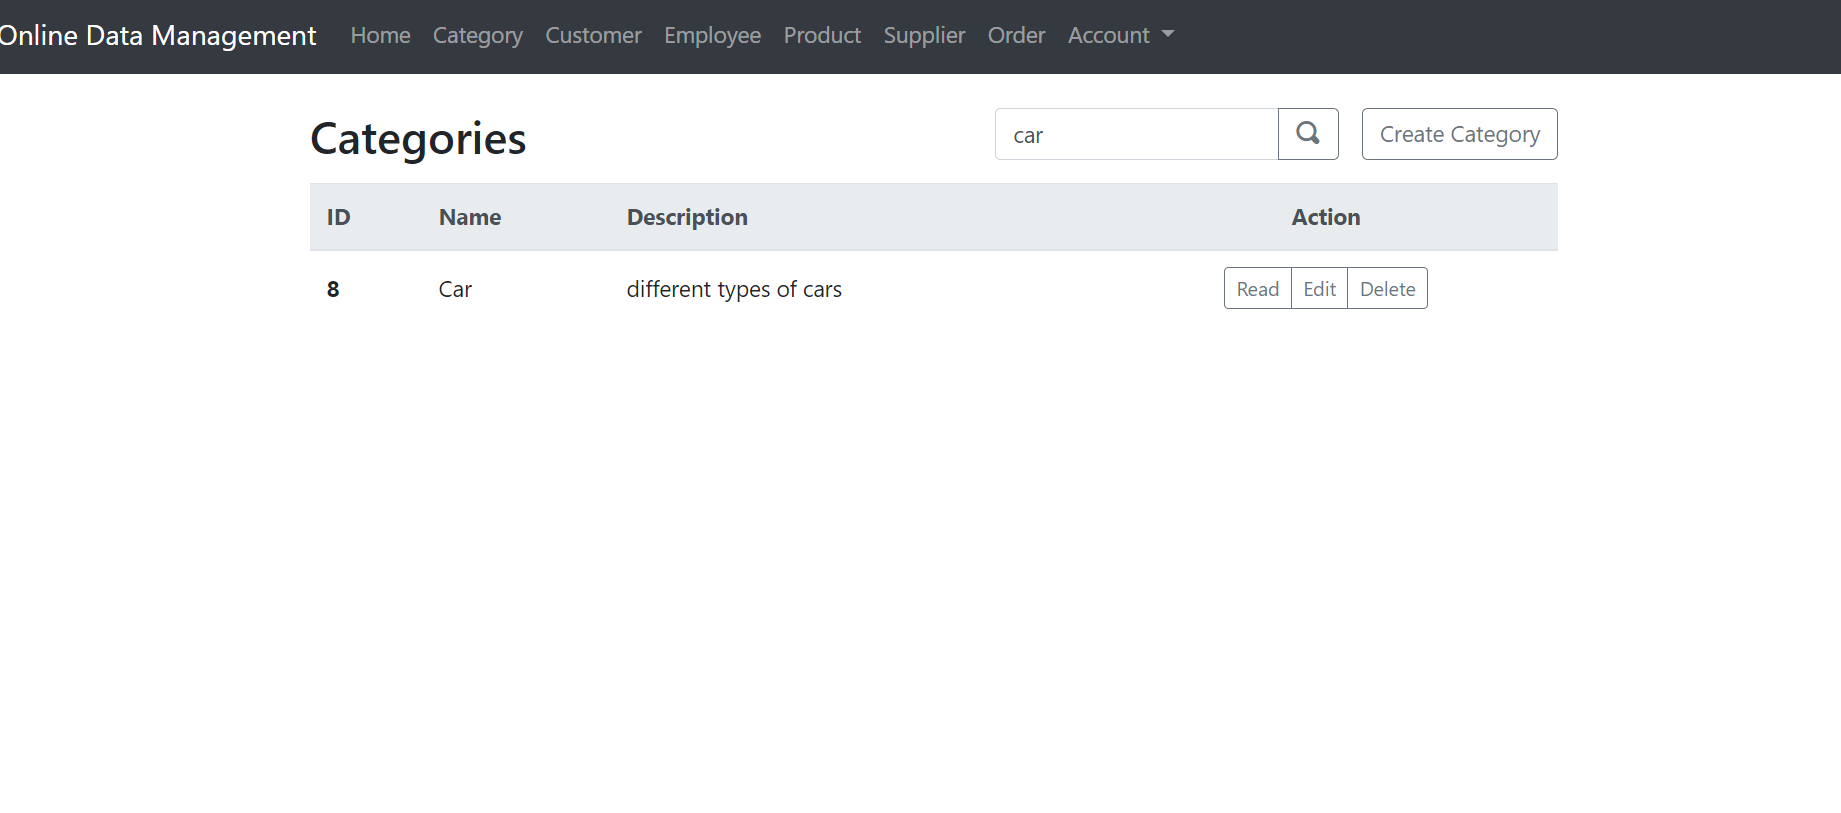 Online Data Management Home Category Customer Employee Product Supplier Order Account
Categories car Create Category
ID Name Description Action
8 Car different types of cars Read Edit Delete